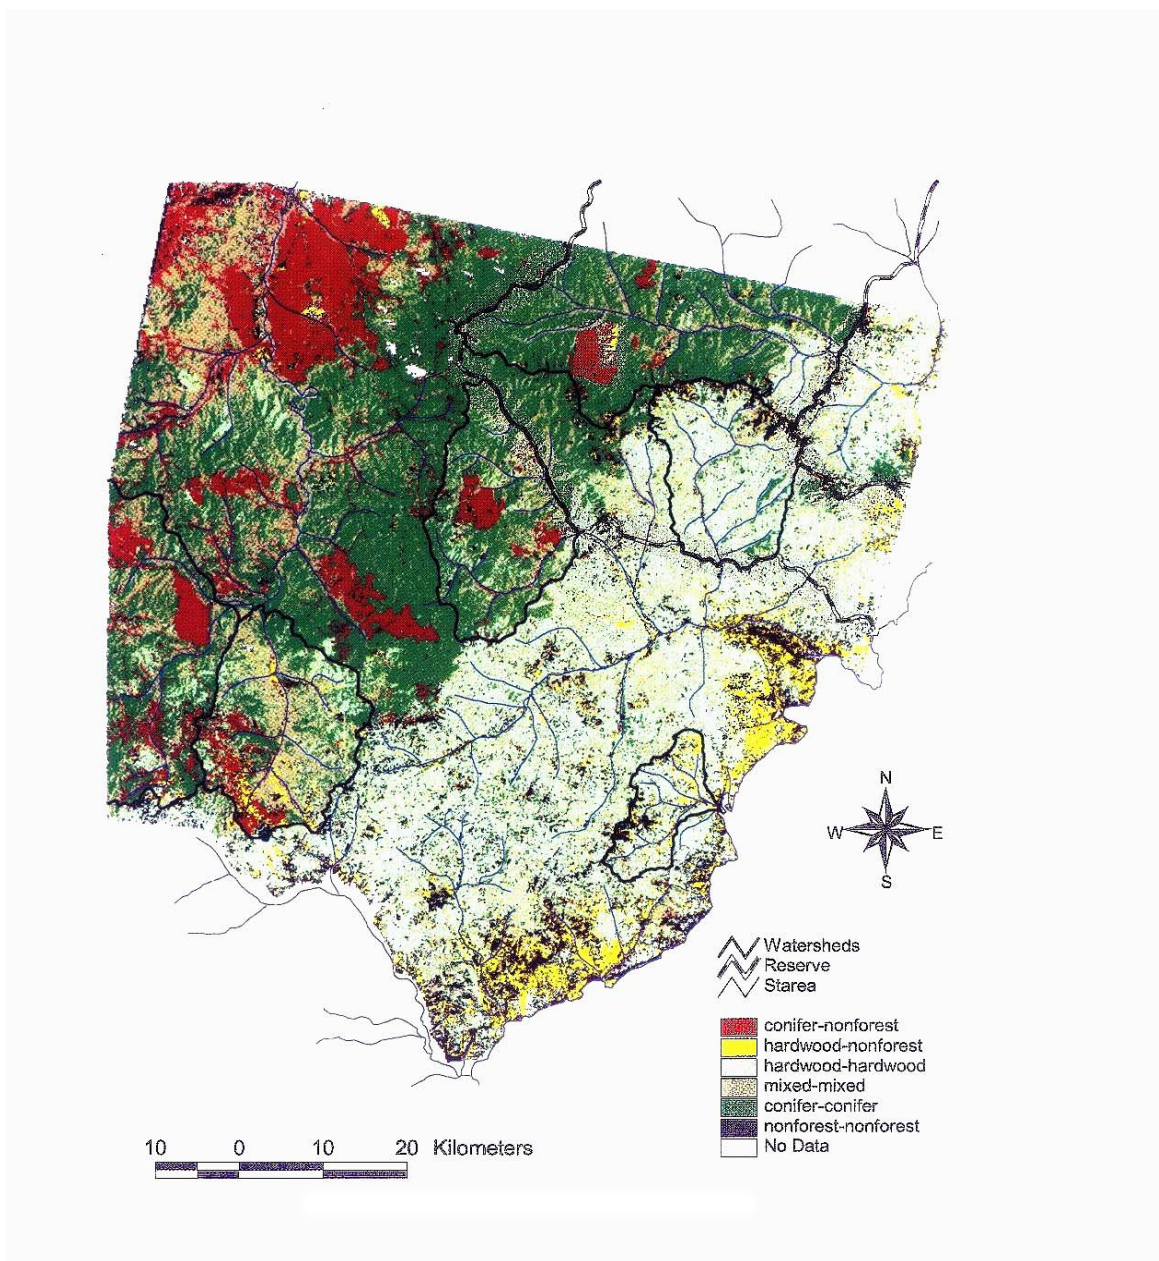 N
W E
S
Watersheds
Reserve
Starea
conifer-nonforest
hardwood-nonforest
hardwood-hardwood
mixed-mixed
conifer-conifer
nonforest-nonforest
No Data
10 0 10 20 Kilometers